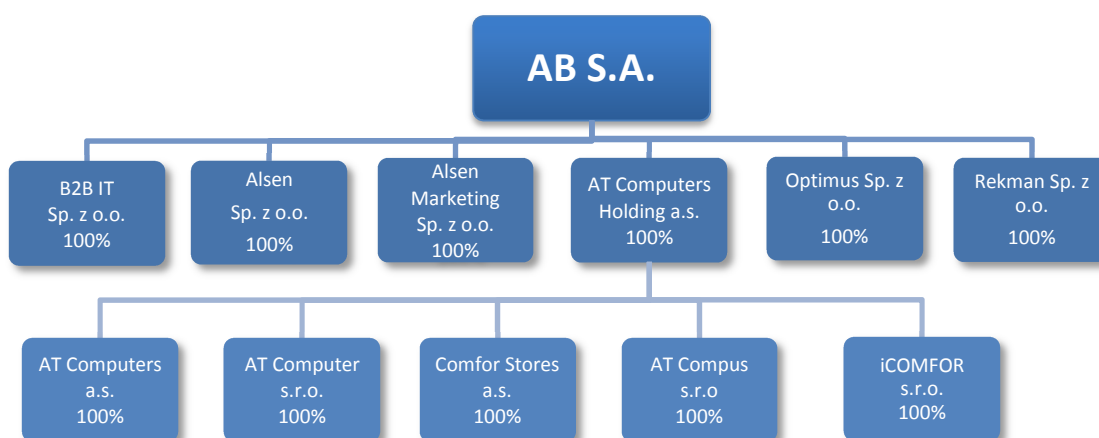 AB S.A.
B2B IT
Sp. z o.o.
100%
Alsen
Sp. z o.o.
100%
Alsen
Marketing
Sp. z o.o.
100%
AT Computers
Holding a.s.
100%
Optimus Sp. z
o.o.
100%
Rekman Sp. z
o.o.
100%
AT Computers
a.s.
100%
AT Computer
s.r.o.
100%
Comfor Stores
a.s.
100%
AT Compus
s.r.o
100%
iCOMFOR
s.r.o.
100%